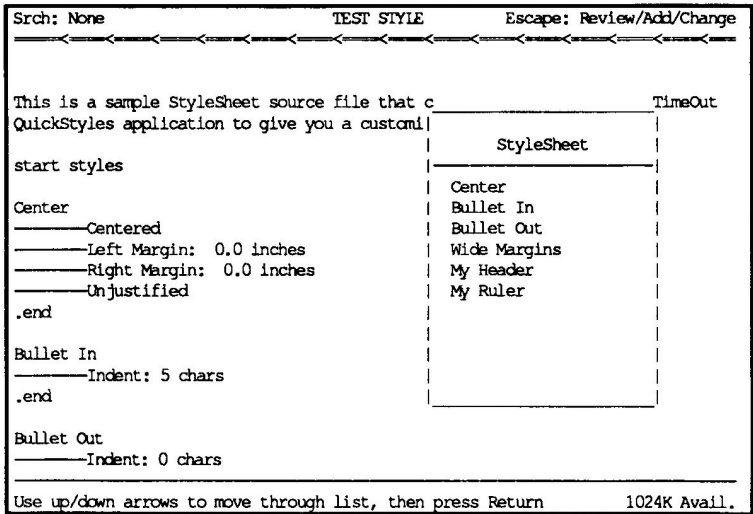 Srch: None TEST STYLE Escape: Review/Add/Change
This is a sample StyleSheet source file that c TimeOut
QuickStyles application to give you a customi
StyleSheet
start styles
Center
Center
Bullet In
Centered
Bullet Out
Left Margin: 0.0 inches
Wide Margins
Right Margin: 0.0 inches
My Header
Unjustified
My Ruler
.end
Bullet In
Indent: 5 chars
.end
Bullet Out
Indent: 0 chars
Use up/down arrows to move through list, then press Return 1024K Avail.